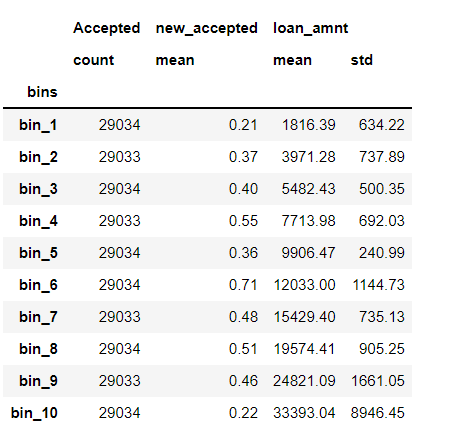 Accepted new_accepted loan_amnt
count mean mean std
bins
bin_1 29034 0.21 1816.39 634.22
bin_2 29033 0.37 3971.28 737.89
bin_3 29034 0.40 5482.43 500.35
bin_4 29033 0.55 7713.98 692.03
bin_5 29034 0.36 9906.47 240.99
bin_6 29034 0.71 12033.00 1144.73
bin_7 29033 0.48 15429.40 735.13
bin_8 29034 0.51 19574.41 905.25
bin_9 29033 0.46 24821.09 1661.05
bin_10 29034 0.22 33393.04 8946.45